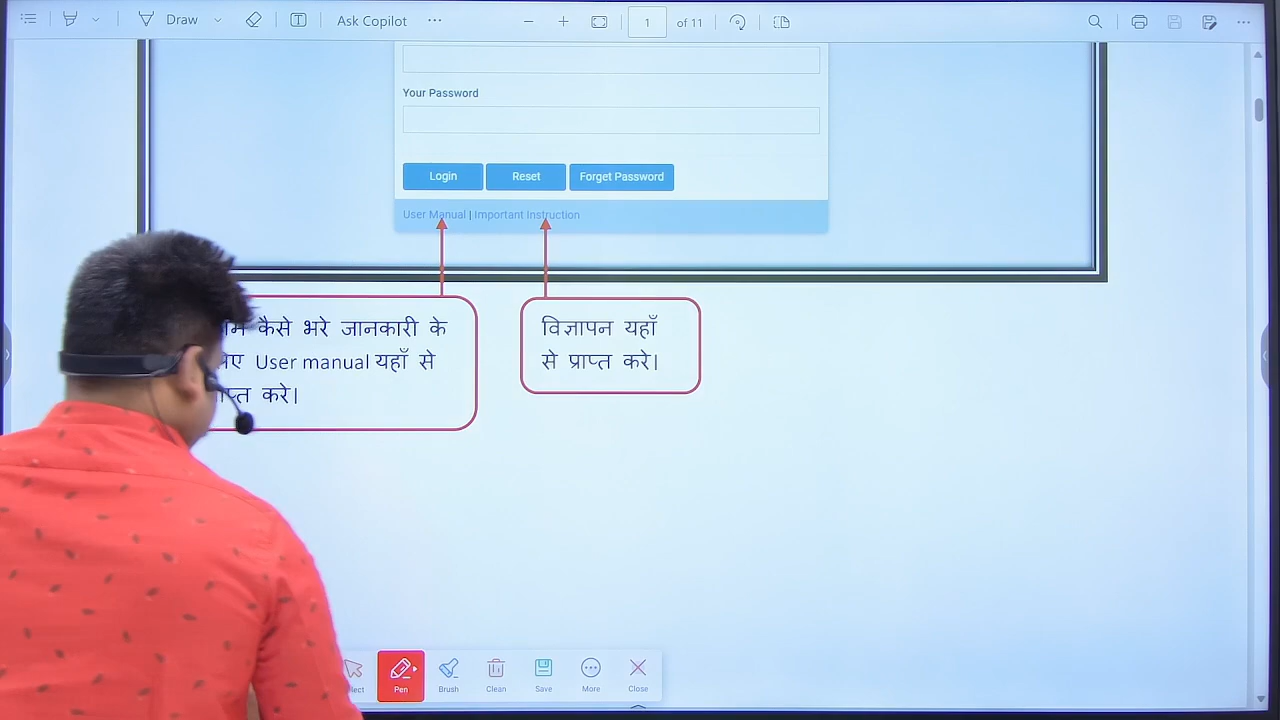 Draw
Ask Copilot
1 of 11
Your Password
Login Reset Forget Password
User Manual | Important Instruction
कैसे भरे जानकारी के
User manual यहाँ से
करे।
विज्ञापन यहाँ
से प्राप्त करे।
Pen Brush Clean Save More Close